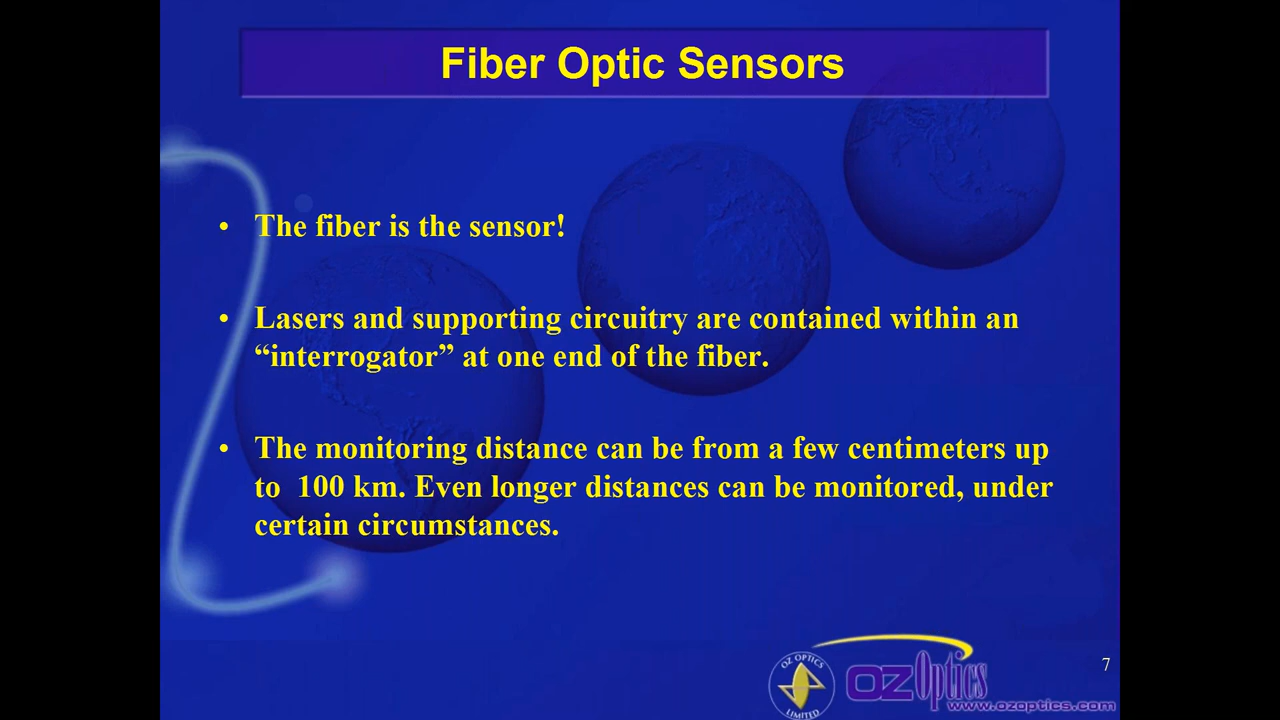 Fiber Optic Sensors
• The fiber is the sensor!
• Lasers and supporting circuitry are contained within an
“interrogator” at one end of the fiber.
• The monitoring distance can be from a few centimeters up
to 100 km. Even longer distances can be monitored, under
certain circumstances.
7
OZ OPTICS
LIMITED
OZ Optics
www.ozoptics.com